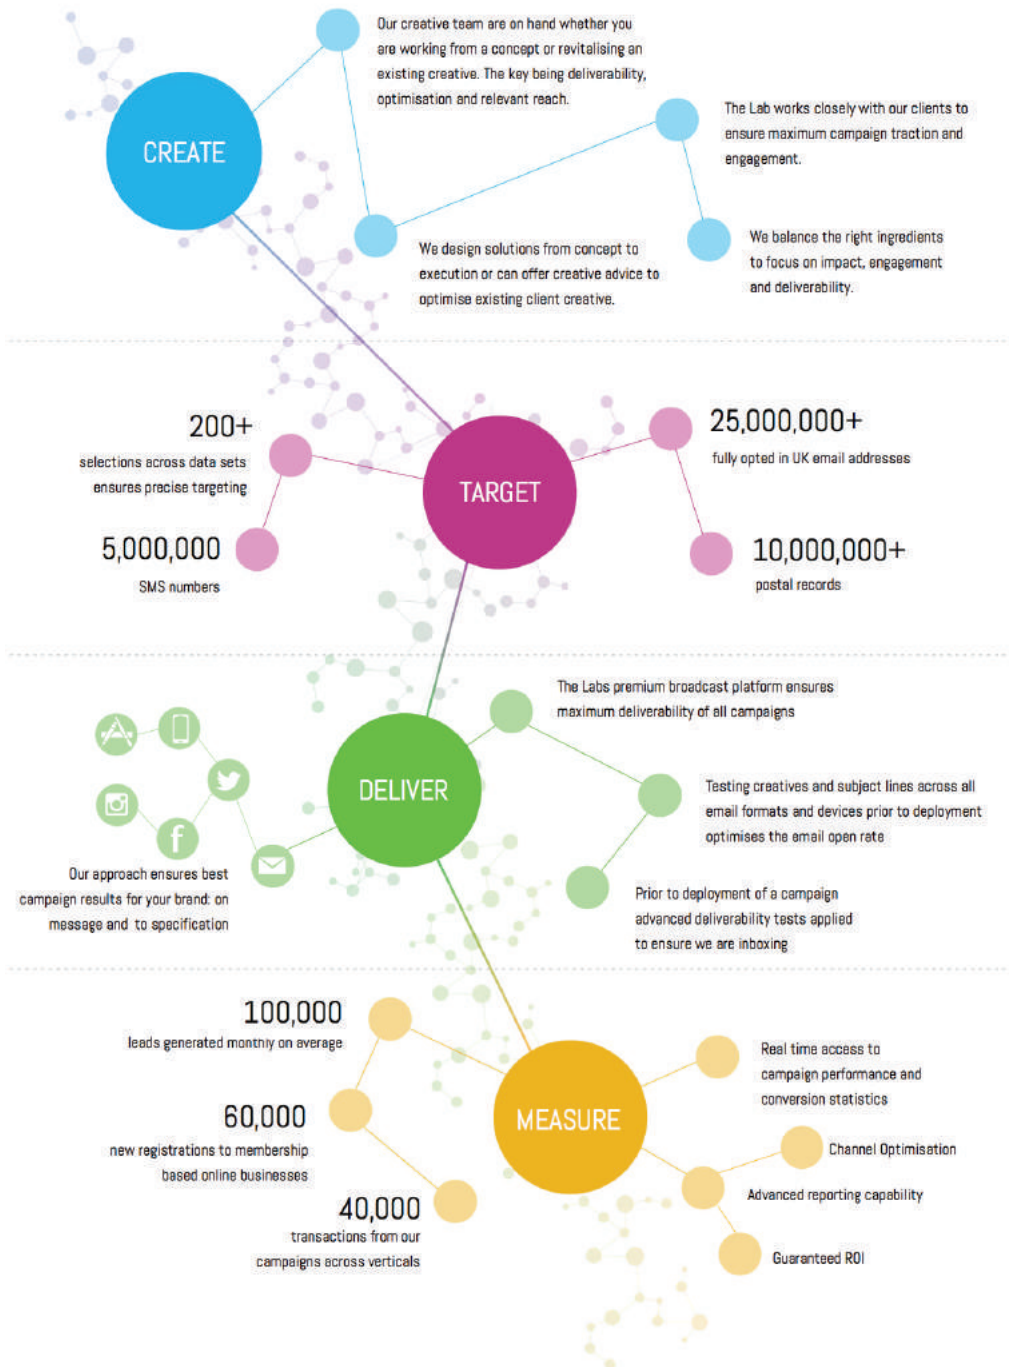 Our creative team are on hand whether you
are working from a concept or revitalising an
existing creative. The key being deliverability,
optimisation and relevant reach.
CREATE
The Lab works closely with our clients to
ensure maximum campaign traction and
engagement.
We design solutions from concept to
execution or can offer creative advice to
optimise existing client creative.
We balance the right ingredients
to focus on impact, engagement
and deliverability.
200+
selections across data sets
ensures precise targeting
5,000,000
SMS numbers
TARGET
25,000,000+
fully opted in UK email addresses
10,000,000+
postal records
The Labs premium broadcast platform ensures
maximum deliverability of all campaigns
DELIVER
Testing creatives and subject lines across all
email formats and devices prior to deployment
optimises the email open rate
f
Our approach ensures best
campaign results for your brand: on
message and to specification
Prior to deployment of a campaign
advanced deliverability tests applied
to ensure we are inboxing
100,000
leads generated monthly on average
60,000
new registrations to membership
based online businesses
40,000
transactions from our
campaigns across verticals
MEASURE
Real time access to
campaign performance and
conversion statistics
Channel Optimisation
Advanced reporting capability
Guaranteed ROI